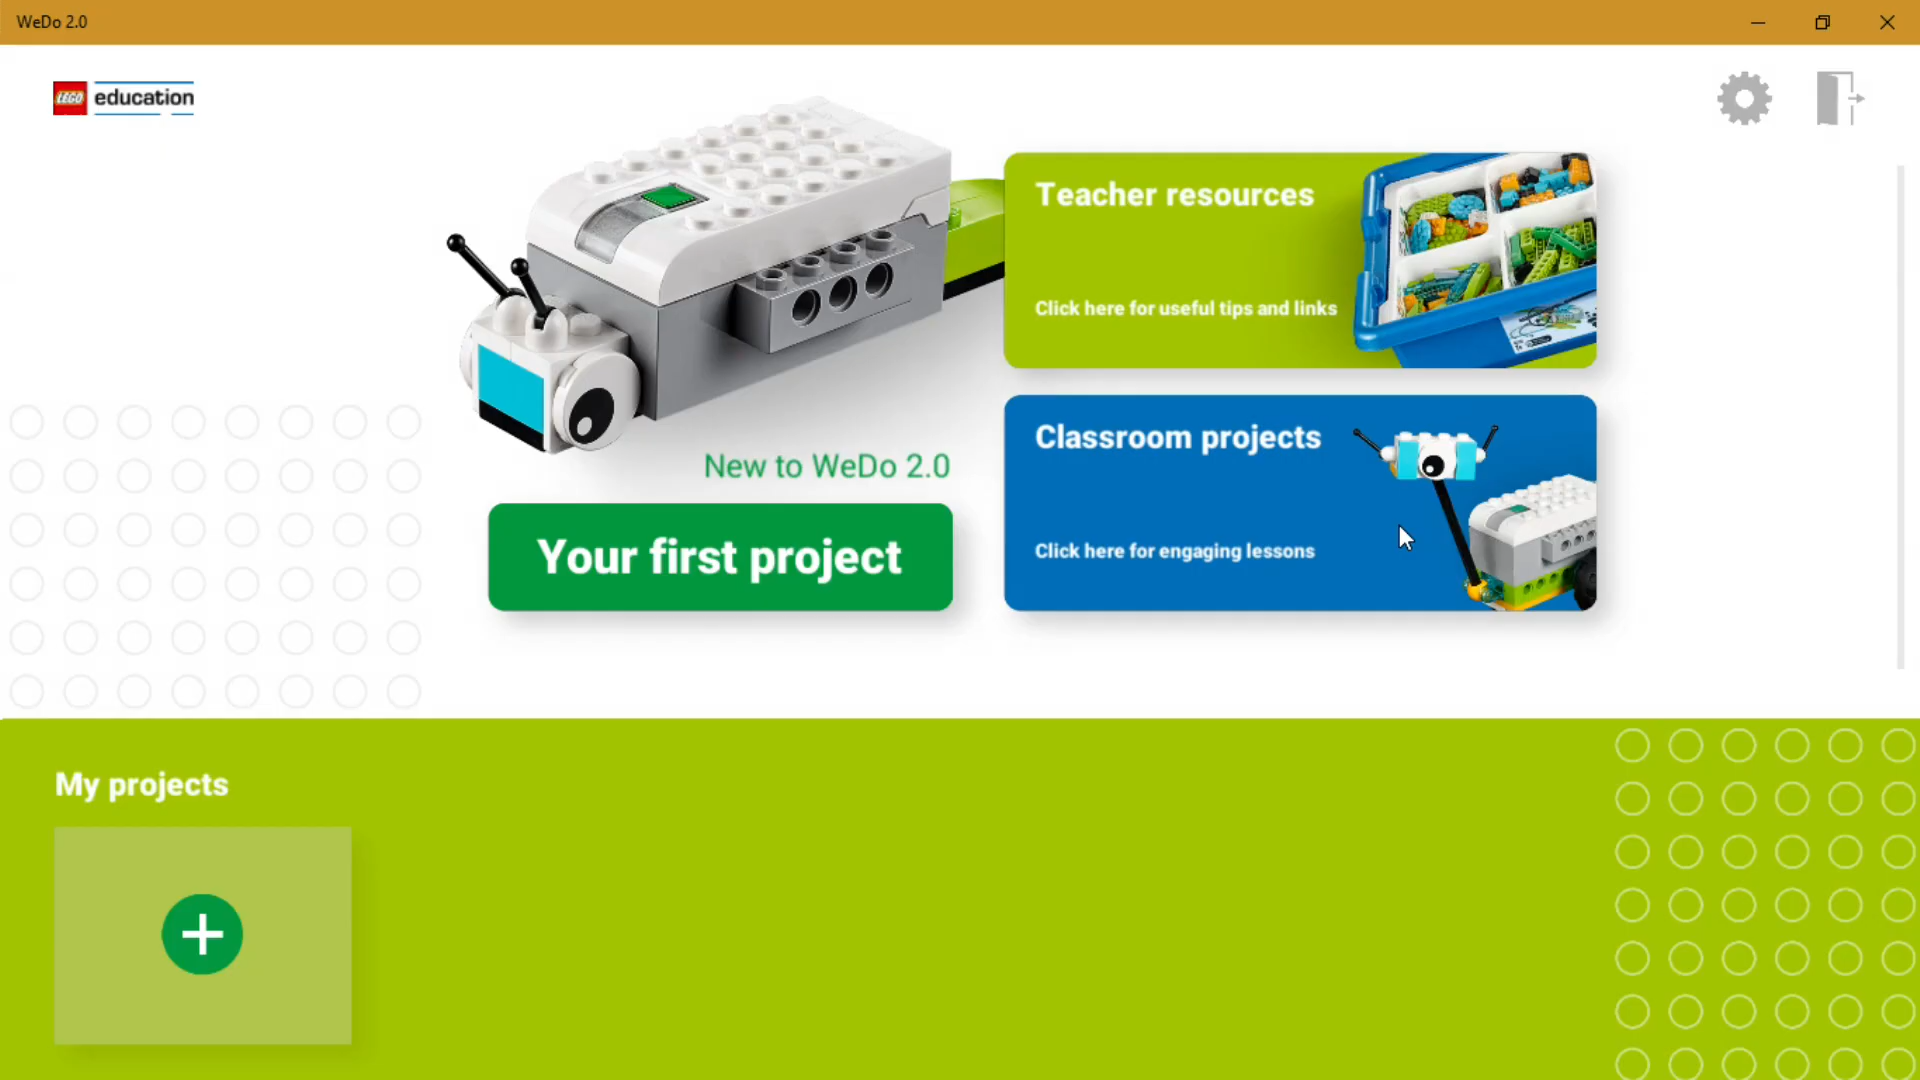 WeDo 2.0
LEGO education
Teacher resources
Click here for useful tips and links
Classroom projects
Click here for engaging lessons
New to WeDo 2.0
Your first project
My projects